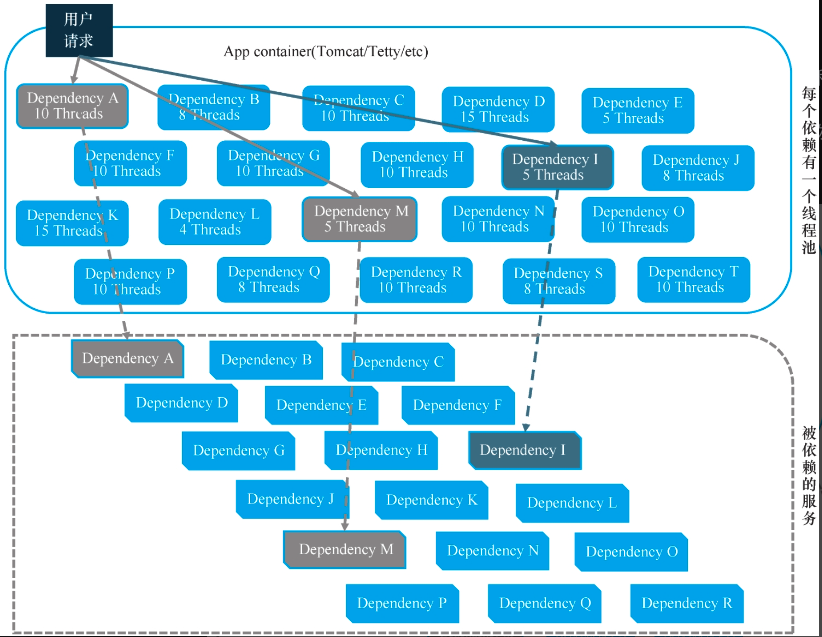 用户
请求
App container(Tomcat/Tetty/etc)
Dependency A
10 Threads
Dependency B
8 Threads
Dependency C
10 Threads
Dependency D
15 Threads
Dependency E
5 Threads
Dependency F
10 Threads
Dependency G
10 Threads
Dependency H
10 Threads
Dependency I
5 Threads
Dependency J
8 Threads
Dependency K
15 Threads
Dependency L
4 Threads
Dependency M
5 Threads
Dependency N
10 Threads
Dependency O
10 Threads
Dependency P
10 Threads
Dependency Q
8 Threads
Dependency R
10 Threads
Dependency S
8 Threads
Dependency T
10 Threads
每个依赖有一个线程池
Dependency A
Dependency B
Dependency C
Dependency D
Dependency E
Dependency F
Dependency G
Dependency H
Dependency I
Dependency J
Dependency K
Dependency L
Dependency M
Dependency N
Dependency O
Dependency P
Dependency Q
Dependency R
被依赖的服务